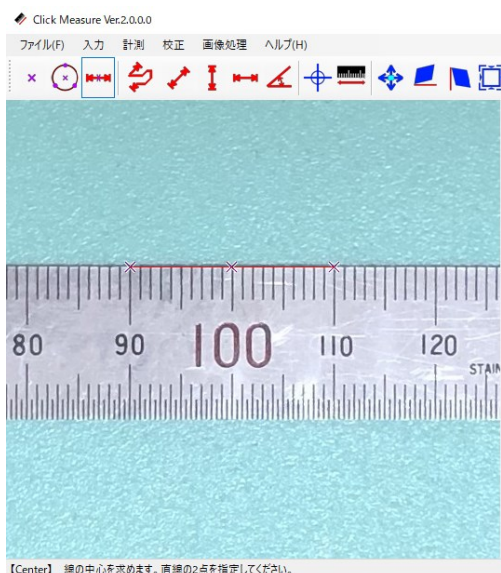 Click Measure Ver.2.0.0.0
ファイル(F) 入力 計測 校正 画像処理 ヘルプ(H)
80 90 100 110 120
STAIN
【Center】 線の中心を求めます。直線の2点を指定してください。